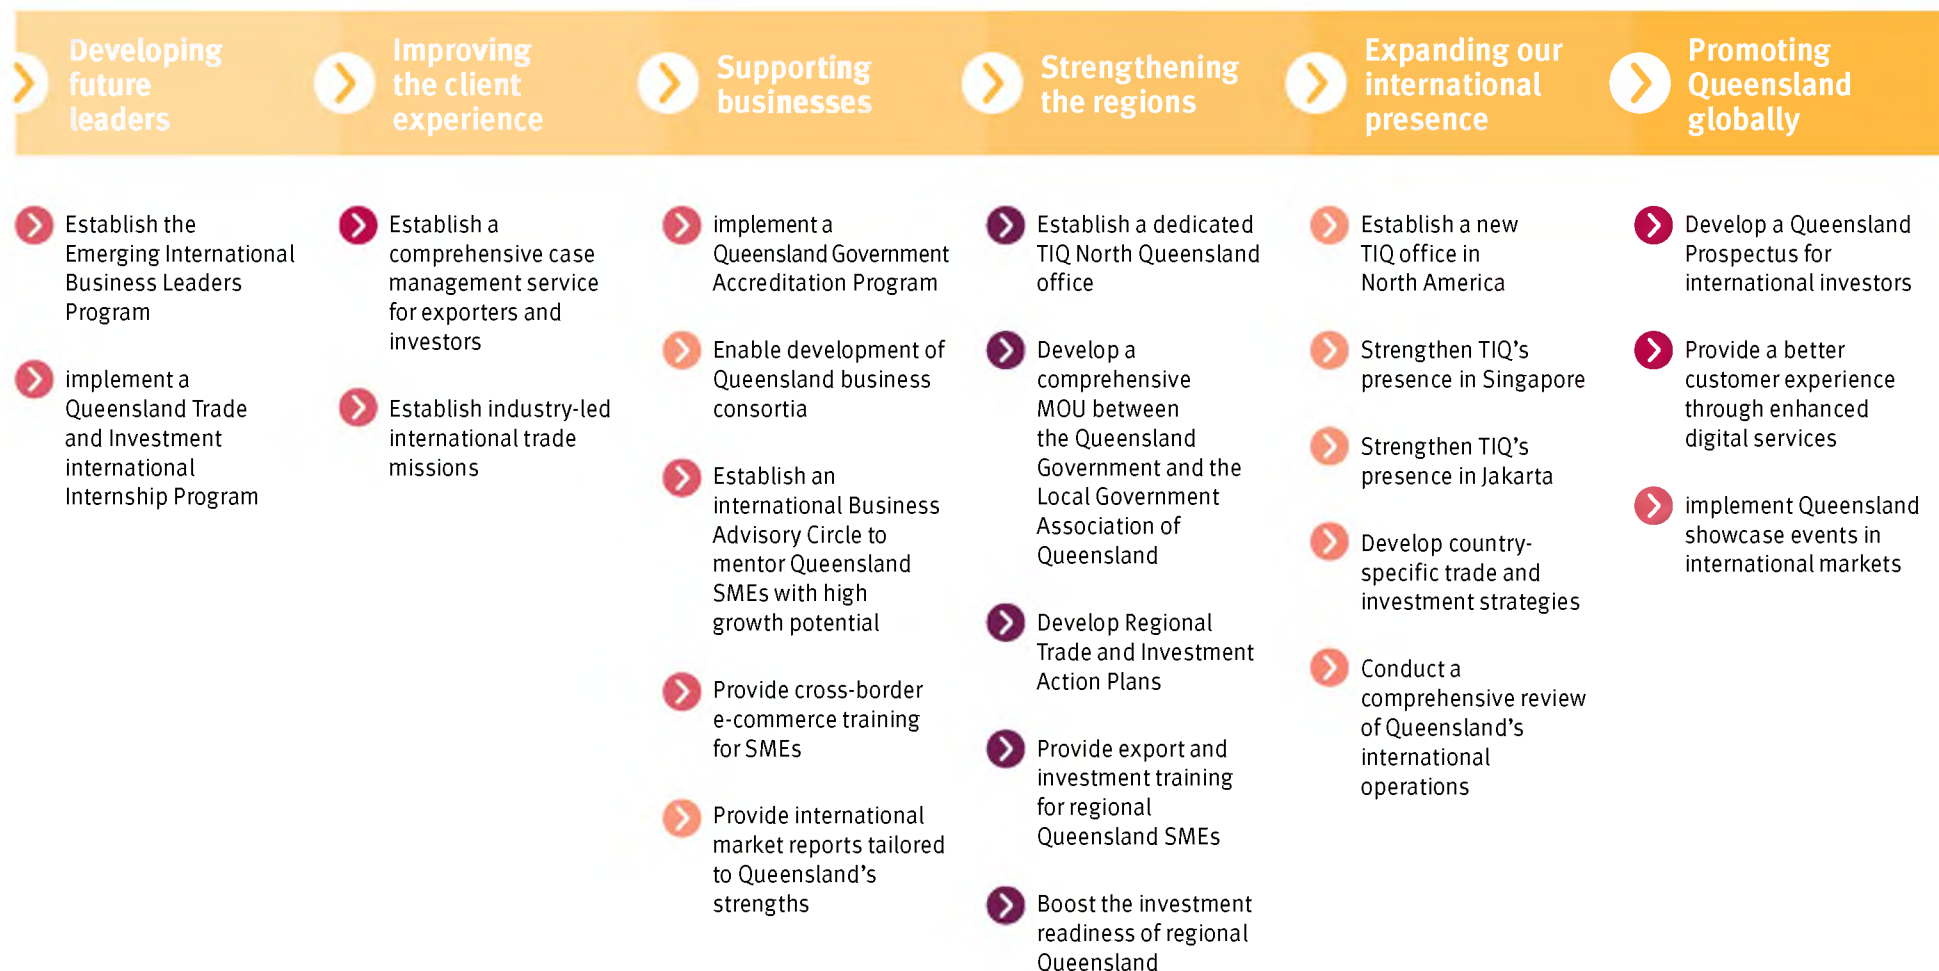 Developing
future
leaders
Improving
the client
experience
Supporting
businesses
Strengthening
the regions
Expanding our
international
presence
Promoting
Queensland
globally
Establish the
Emerging International
Business Leaders
Program
implement a
Queensland Trade
and Investment
international
Internship Program
Establish a
comprehensive case
management service
for exporters and
investors
Establish industry-led
international trade
missions
implement a
Queensland Government
Accreditation Program
Enable development of
Queensland business
consortia
Establish an
international Business
Advisory Circle to
mentor Queensland
SMEs with high
growth potential
Provide cross-border
e-commerce training
for SMEs
Provide international
market reports tailored
to Queensland's
strengths
Establish a dedicated
TIQ North Queensland
office
Develop a
comprehensive
MOU between
the Queensland
Government and the
Local Government
Association of
Queensland
Develop Regional
Trade and Investment
Action Plans
Provide export and
investment training
for regional
Queensland SMEs
Boost the investment
readiness of regional
Queensland
Establish a new
TIQ office in
North America
Strengthen TIQ's
presence in Singapore
Strengthen TIQ's
presence in Jakarta
Develop country-
specific trade and
investment strategies
Conduct a
comprehensive review
of Queensland's
international
operations
Develop a Queensland
Prospectus for
international investors
Provide a better
customer experience
through enhanced
digital services
implement Queensland
showcase events in
international markets